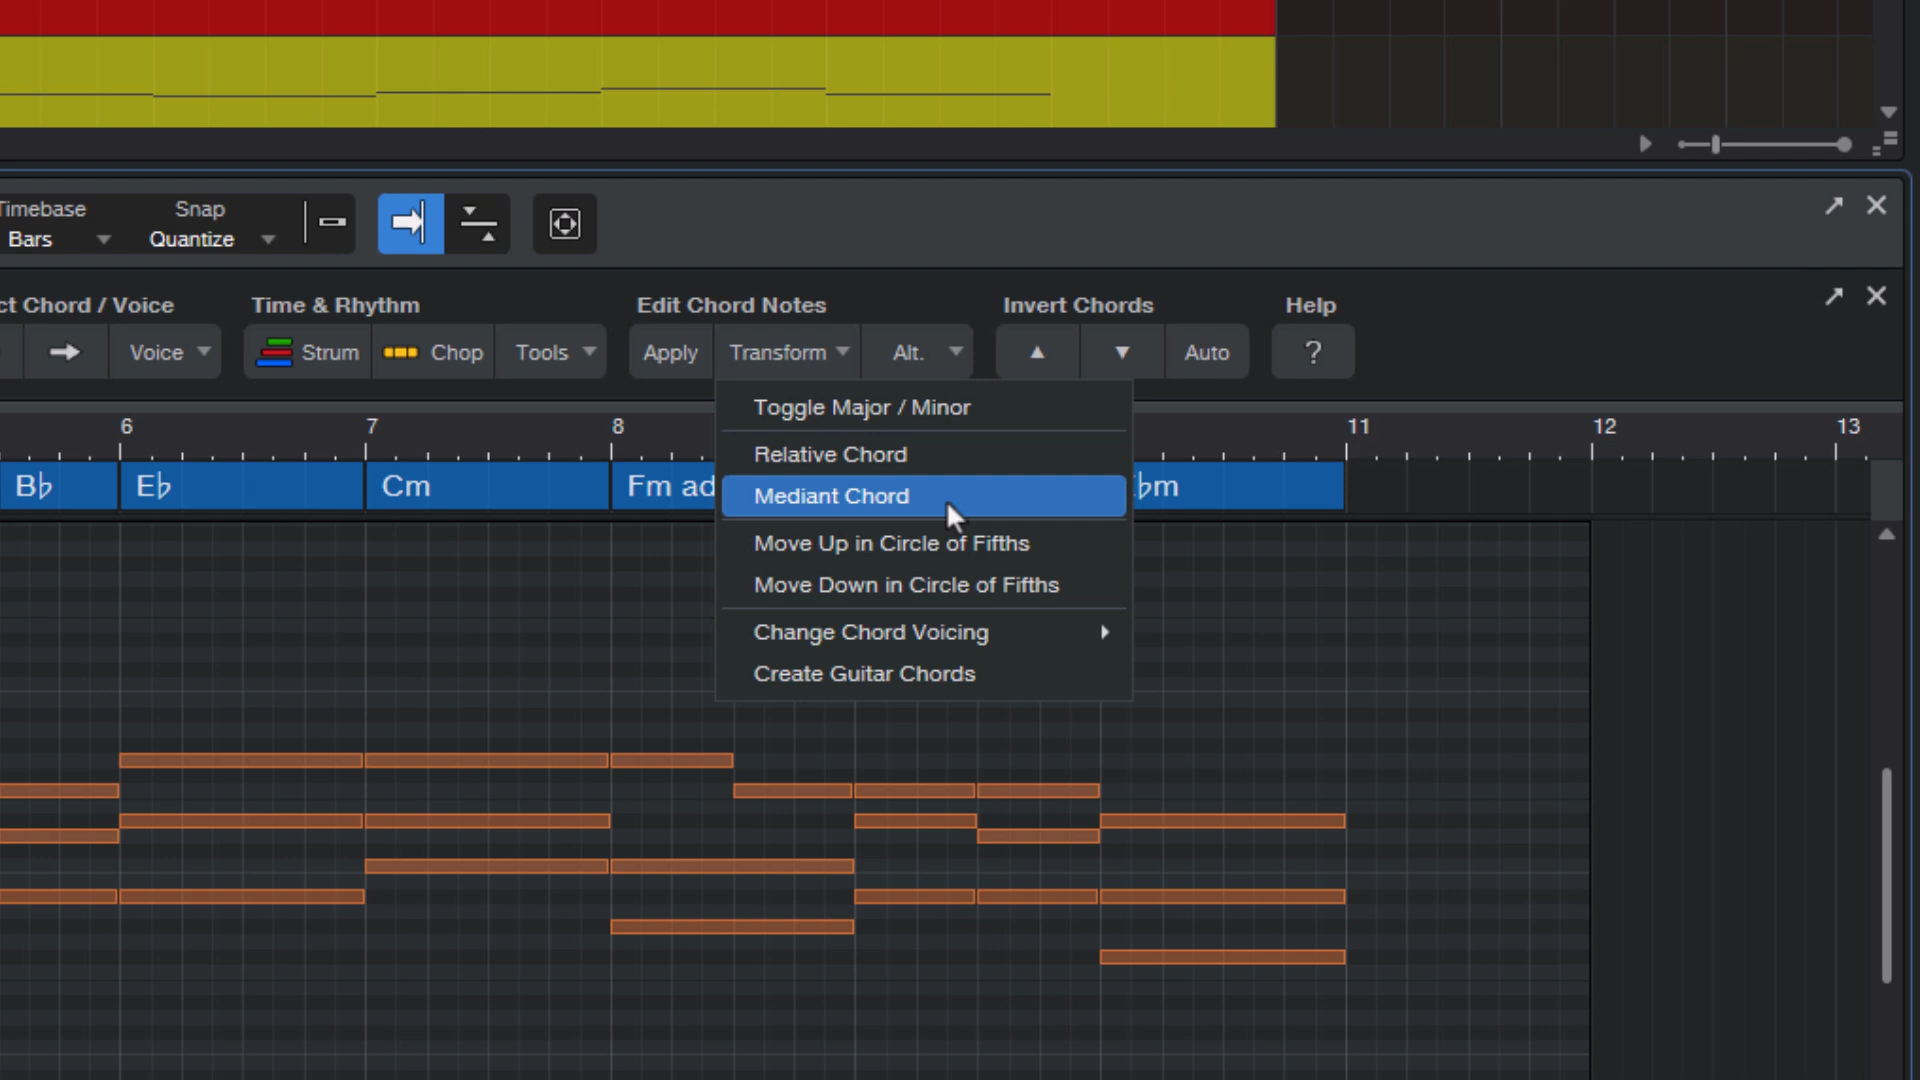 Timebase
Bars
Snap
Quantize
ct Chord / Voice
Time & Rhythm
Edit Chord Notes
Invert Chords
Help
Voice
Strum
Chop
Tools
Apply
Transform
Alt.
Auto
?
Toggle Major / Minor
Relative Chord
Mediant Chord
Move Up in Circle of Fifths
Move Down in Circle of Fifths
Change Chord Voicing
Create Guitar Chords
6
7
8
11
12
13
B♭
E♭
Cm
Fm ad
♭m